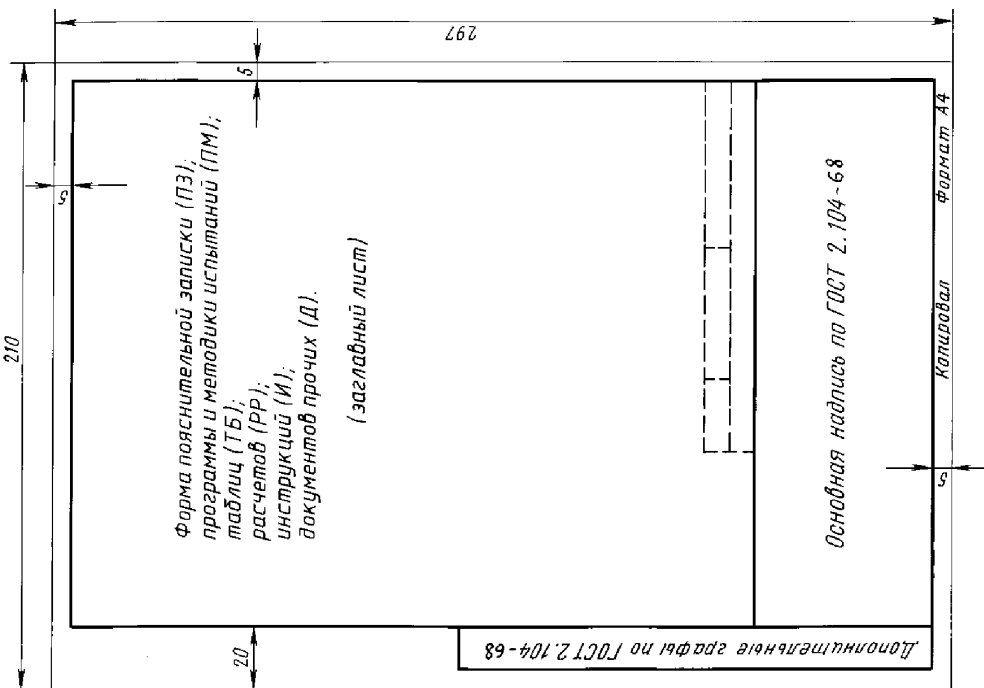 297
210
5
5
Форма пояснительной записки (ПЗ);
программы и методики испытаний (ПМ);
таблиц (ТБ);
расчетов (РР);
инструкций (И);
документов прочих (Д).
(заглавный лист)
Основная надпись по ГОСТ 2.104-68
20
Дополнительные графы по ГОСТ 2.104-68
5
Копировал
Формат А4